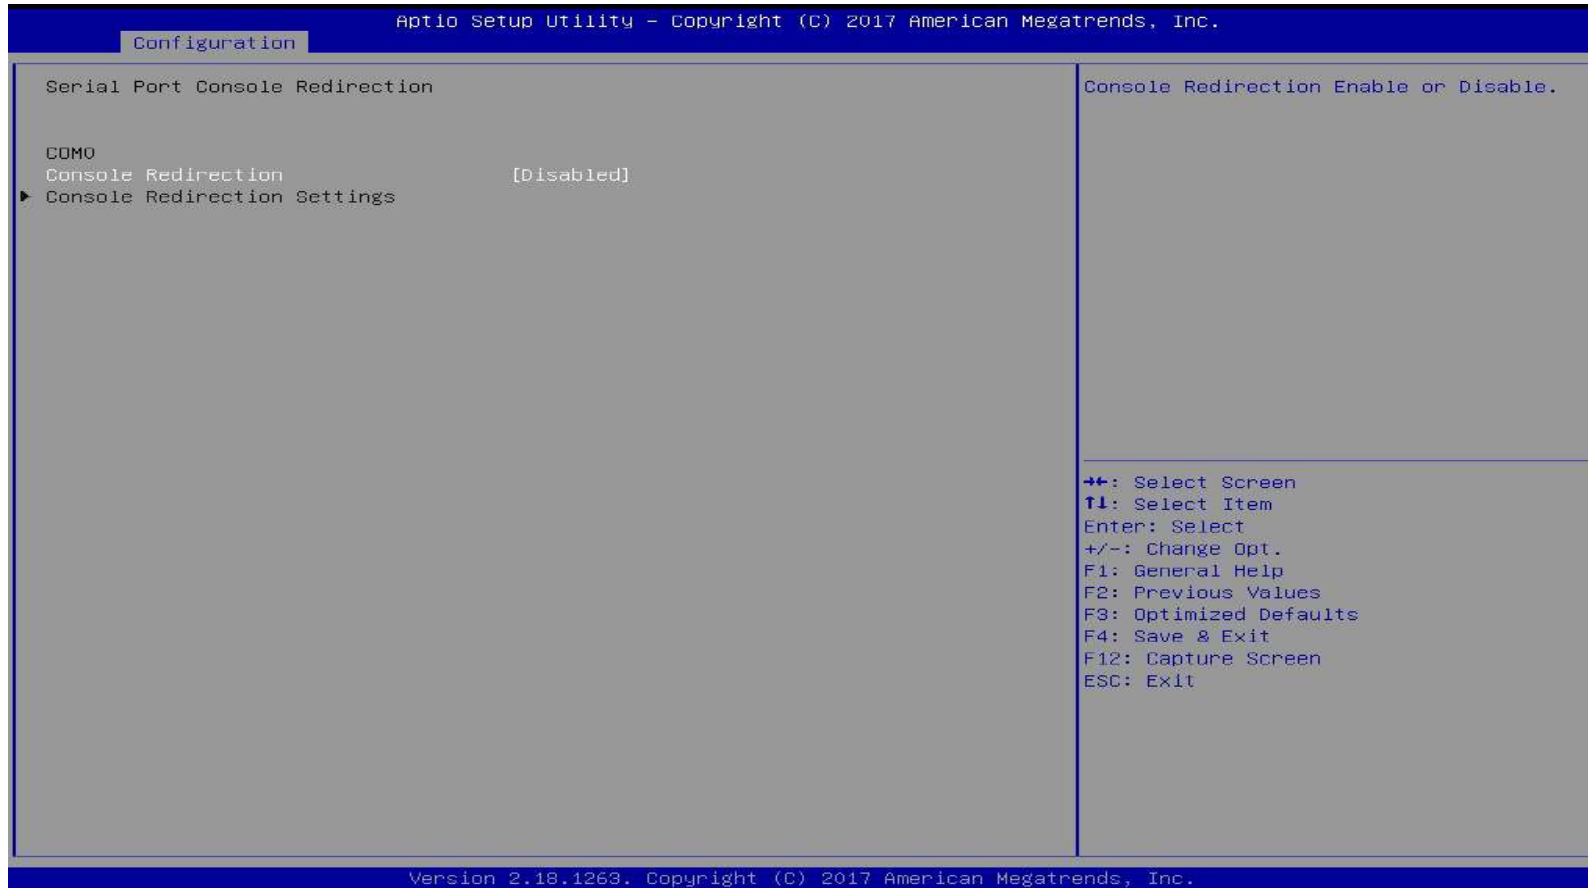 Aptio Setup Utility – Copyright (C) 2017 American Megatrends, Inc.
Configuration
Serial Port Console Redirection
COM0
Console Redirection [Disabled]
► Console Redirection Settings
Console Redirection Enable or Disable.
→←: Select Screen
↑↓: Select Item
Enter: Select
+/-: Change Opt.
F1: General Help
F2: Previous Values
F3: Optimized Defaults
F4: Save & Exit
F12: Capture Screen
ESC: Exit
Version 2.18.1263. Copyright (C) 2017 American Megatrends, Inc.